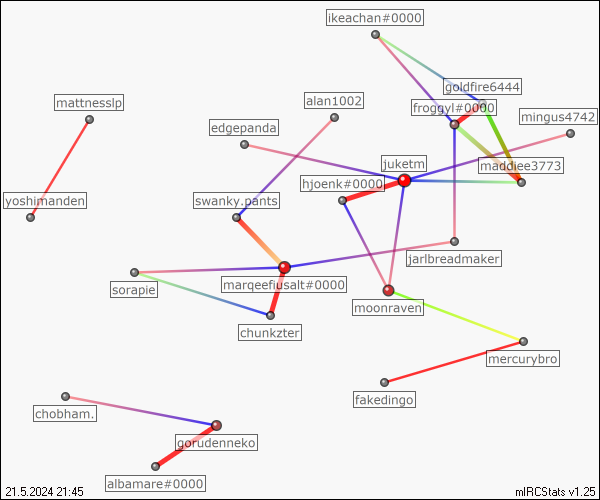 ikeachan#0000
goldfire6444
mattnesslp
alan1002
froggyl#0000
mingus4742
edgepanda
juketm
maddiee3773
hjoenk#0000
yoshimanden
swanky.pants
jarlbreadmaker
sorapie
marqeefiusalt#0000
moonraven
chunkzter
mercurybro
fakedingo
chobham.
gorudenneko
albamare#0000
21.5.2024 21:45
mIRCStats v1.25